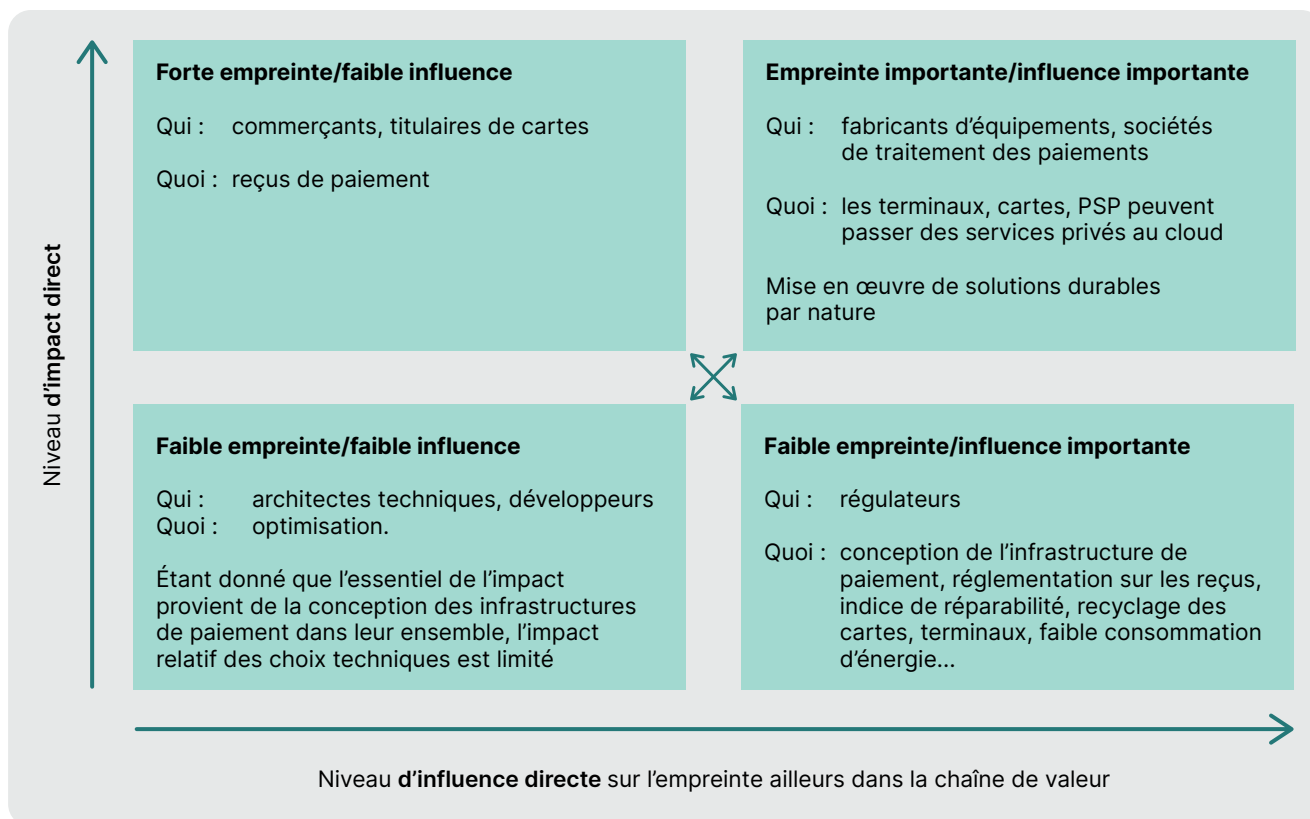 Niveau d'impact direct
Forte empreinte/faible influence
Qui : commerçants, titulaires de cartes
Quoi : reçus de paiement
Empreinte importante/influence importante
Qui : fabricants d'équipements, sociétés
de traitement des paiements
Quoi : les terminaux, cartes, PSP peuvent
passer des services privés au cloud
Mise en œuvre de solutions durables
par nature
Faible empreinte/faible influence
Qui : architectes techniques, développeurs
Quoi : optimisation.
Étant donné que l'essentiel de l'impact
provient de la conception des infrastructures
de paiement dans leur ensemble, l'impact
relatif des choix techniques est limité
Faible empreinte/influence importante
Qui : régulateurs
Quoi : conception de l'infrastructure de
paiement, réglementation sur les reçus,
indice de réparabilité, recyclage des
cartes, terminaux, faible consommation
d'énergie...
Niveau d'influence directe sur l'empreinte ailleurs dans la chaîne de valeur